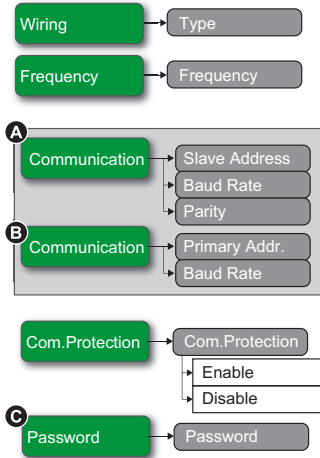 Wiring
Type
Frequency
Frequency
A
Communication
Slave Address
Baud Rate
Parity
B
Communication
Primary Addr.
Baud Rate
Com.Protection
Com.Protection
Enable
Disable
C
Password
Password